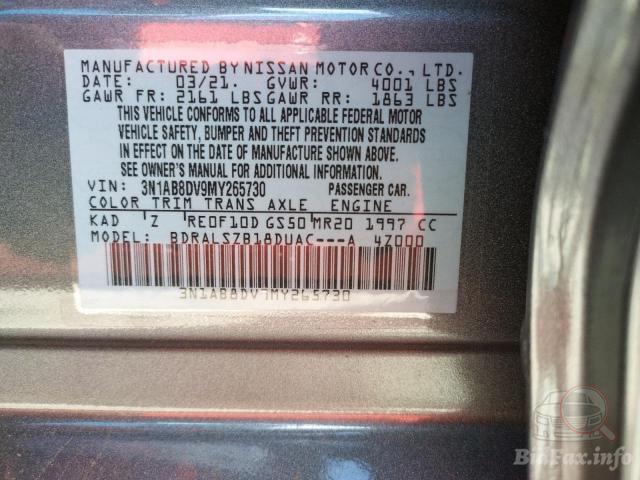 MANUFACTURED BY NISSAN MOTOR CO., LTD.
DATE: 03/21. GVWR: 4001 LBS
GAWR FR: 2161 LBS GAWR RR: 1863 LBS
THIS VEHICLE CONFORMS TO ALL APPLICABLE FEDERAL MOTOR
VEHICLE SAFETY, BUMPER AND THEFT PREVENTION STANDARDS
IN EFFECT ON THE DATE OF MANUFACTURE SHOWN ABOVE.
SEE OWNER'S MANUAL FOR ADDITIONAL INFORMATION.
VIN: 3N1AB8DV9MY265730 PASSENGER CAR.
COLOR TRIM TRANS AXLE ENGINE
KAD Z RE0F10D GS50 MR20 1997 CC
MODEL: BDRALSZB18DUAC---A 4Z000
3N1AB8DV7MY265730
BidFax.info